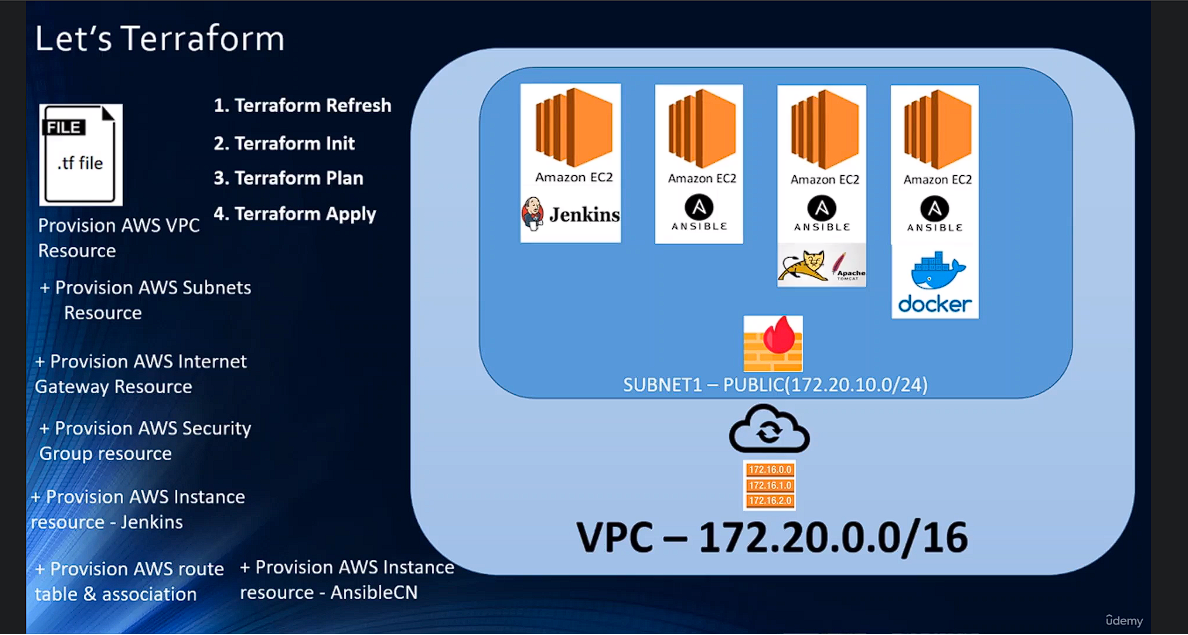 Let's Terraform
FILE
.tf file
1. Terraform Refresh
2. Terraform Init
3. Terraform Plan
4. Terraform Apply
Provision AWS VPC
Resource
+ Provision AWS Subnets
Resource
+ Provision AWS Internet
Gateway Resource
+ Provision AWS Security
Group resource
+ Provision AWS Instance
resource - Jenkins
+ Provision AWS route
table & association
+ Provision AWS Instance
resource - AnsibleCN
Amazon EC2
Jenkins
Amazon EC2
ANSIBLE
Amazon EC2
ANSIBLE
Apache
TOMCAT
Amazon EC2
ANSIBLE
docker
SUBNET1 – PUBLIC(172.20.10.0/24)
172.16.0.0
172.16.1.0
172.16.2.0
VPC – 172.20.0.0/16
ûdemy